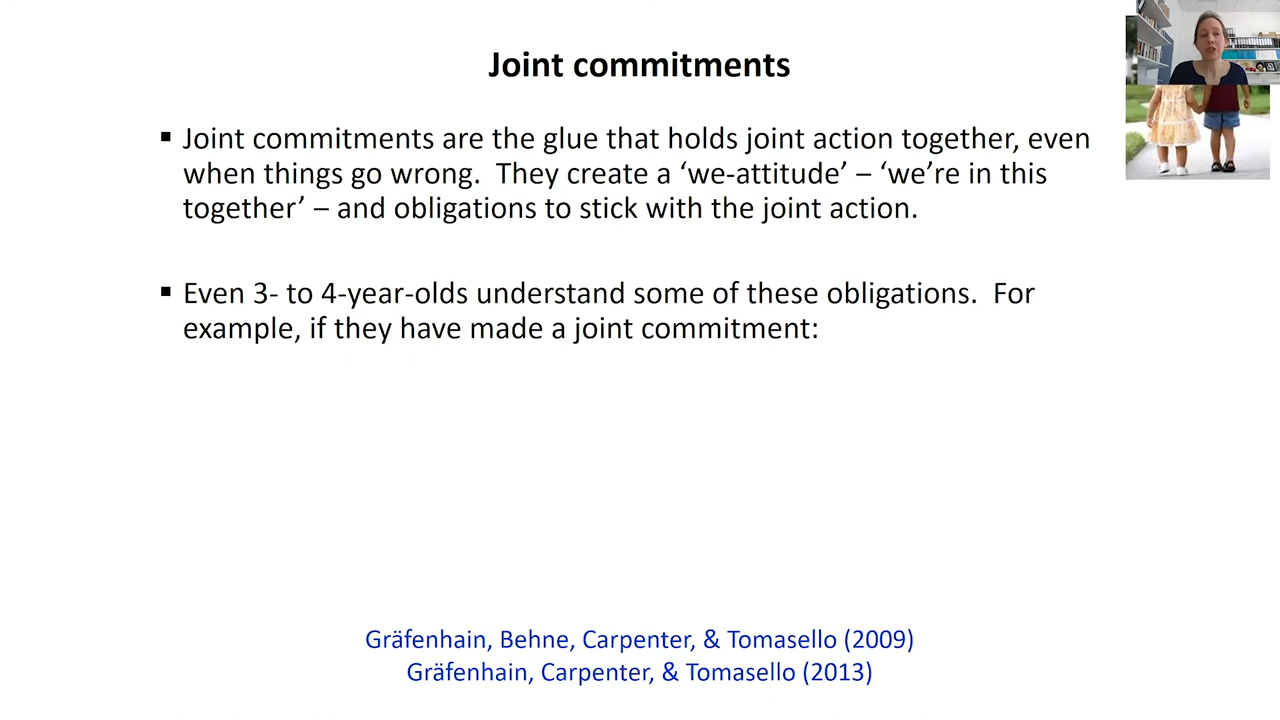 Joint commitments
▪ Joint commitments are the glue that holds joint action together, even
when things go wrong.  They create a ‘we-attitude’ – ‘we’re in this
together’ – and obligations to stick with the joint action.
▪ Even 3- to 4-year-olds understand some of these obligations.  For
example, if they have made a joint commitment:
Gräfenhain, Behne, Carpenter, & Tomasello (2009)
Gräfenhain, Carpenter, & Tomasello (2013)